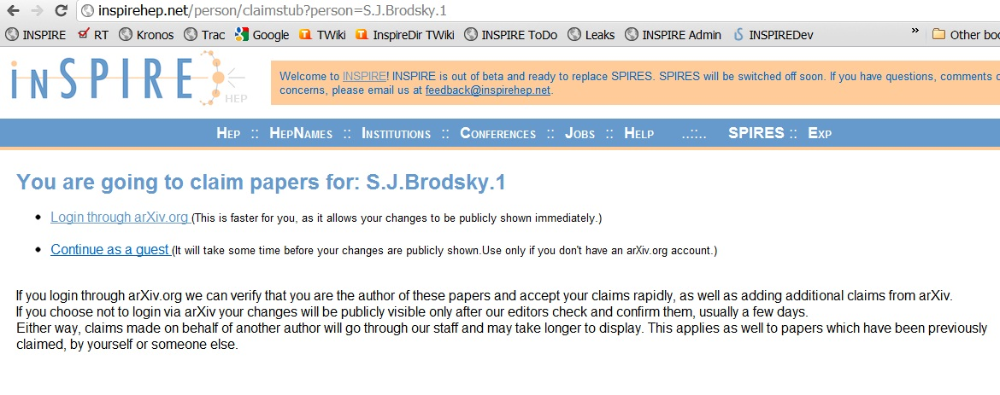 inspirehep.net/person/claimstub?person=S.J.Brodsky.1
INSPIRE RT Kronos Trac Google TWiki InspireDir TWiki INSPIRE ToDo Leaks INSPIRE Admin INSPIREDev » Other boo
INSPIRE
HEP
Welcome to INSPIRE! INSPIRE is out of beta and ready to replace SPIRES. SPIRES will be switched off soon. If you have questions, comments o
concerns, please email us at feedback@inspirehep.net.
HEP :: HEPNAMES :: INSTITUTIONS :: CONFERENCES :: JOBS :: HELP ..::.. SPIRES :: EXP
You are going to claim papers for: S.J.Brodsky.1
• Login through arXiv.org (This is faster for you, as it allows your changes to be publicly shown immediately.)
• Continue as a guest (It will take some time before your changes are publicly shown.Use only if you don't have an arXiv.org account.)
If you login through arXiv.org we can verify that you are the author of these papers and accept your claims rapidly, as well as adding additional claims from arXiv.
If you choose not to login via arXiv your changes will be publicly visible only after our editors check and confirm them, usually a few days.
Either way, claims made on behalf of another author will go through our staff and may take longer to display. This applies as well to papers which have been previously
claimed, by yourself or someone else.